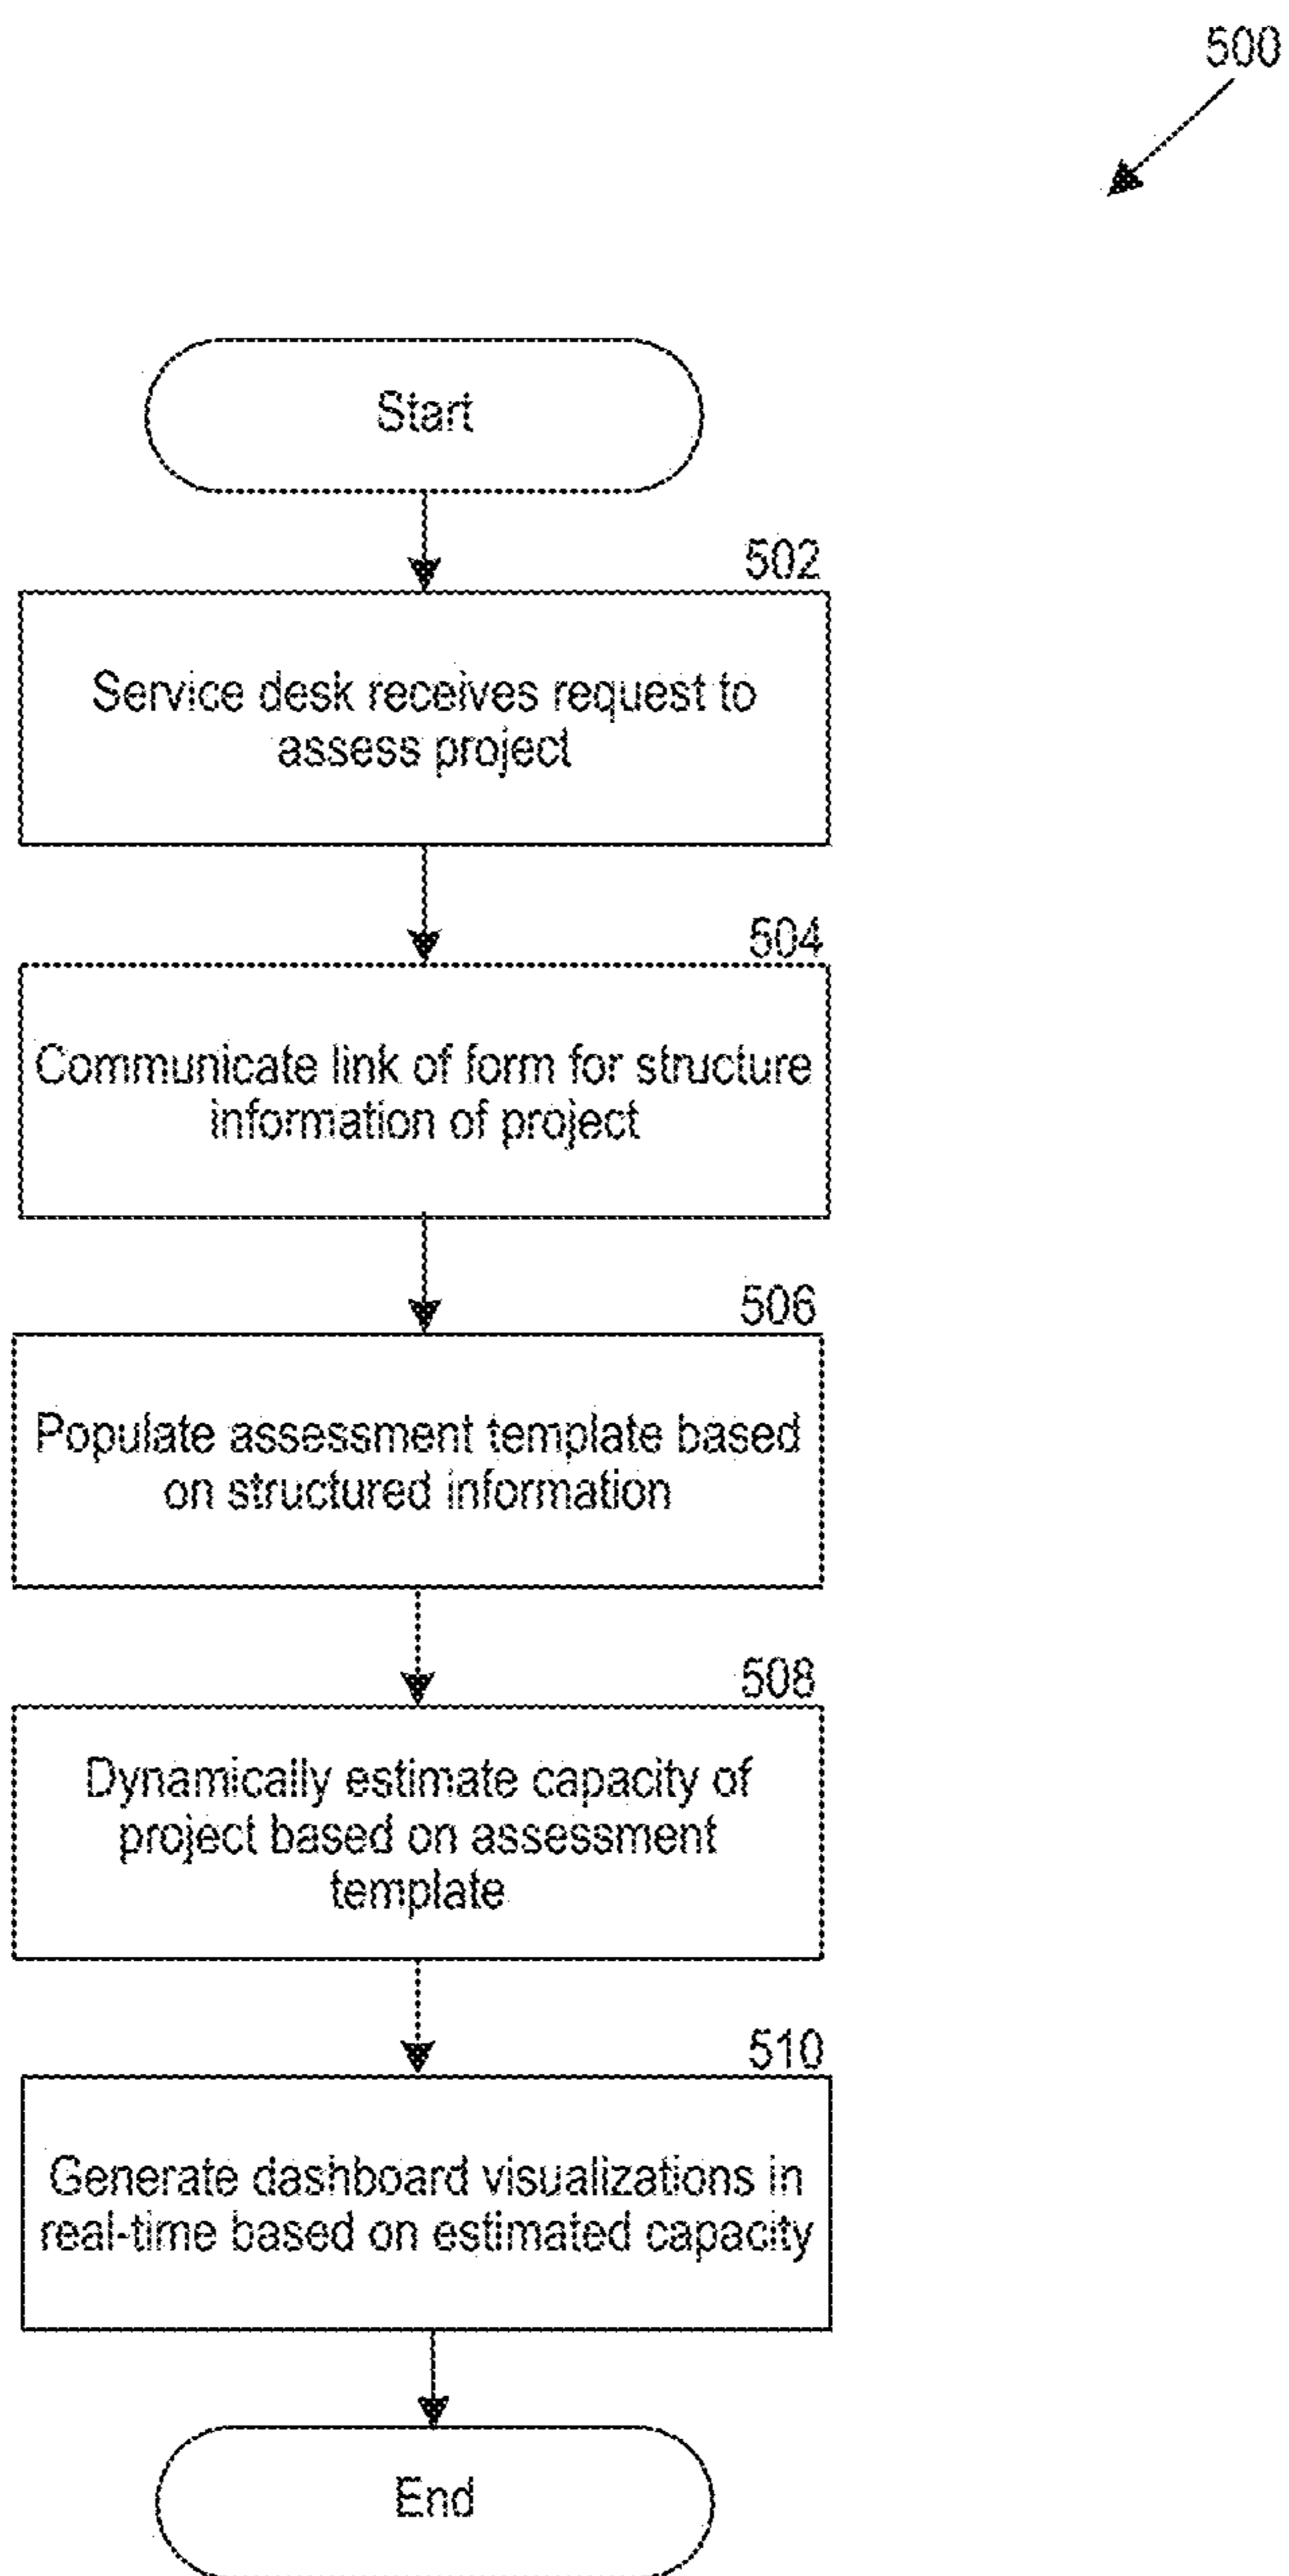 500
Start
502
Service desk receives request to
assess project
504
Communicate link of form for structure
information of project
506
Populate assessment template based
on structured information
508
Dynamically estimate capacity of
project based on assessment
template
510
Generate dashboard visualizations in
real-time based on estimated capacity
End